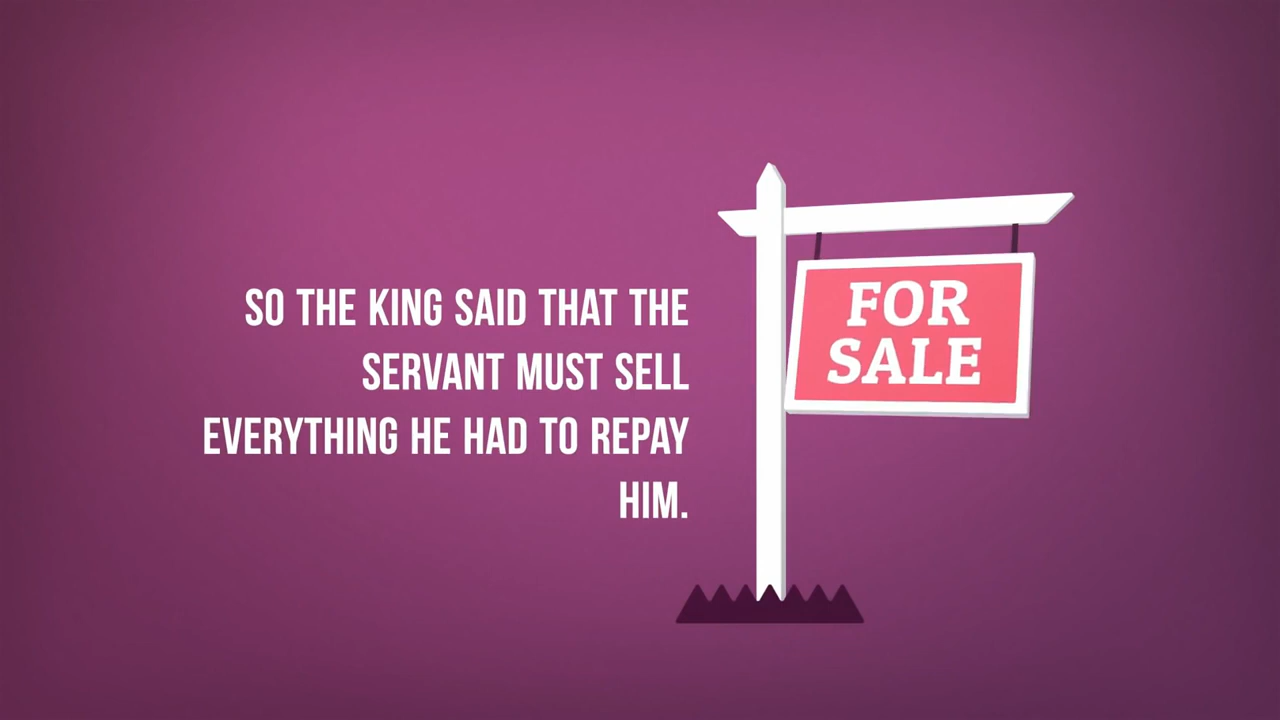 SO THE KING SAID THAT THE
SERVANT MUST SELL
EVERYTHING HE HAD TO REPAY
HIM.
FOR
SALE